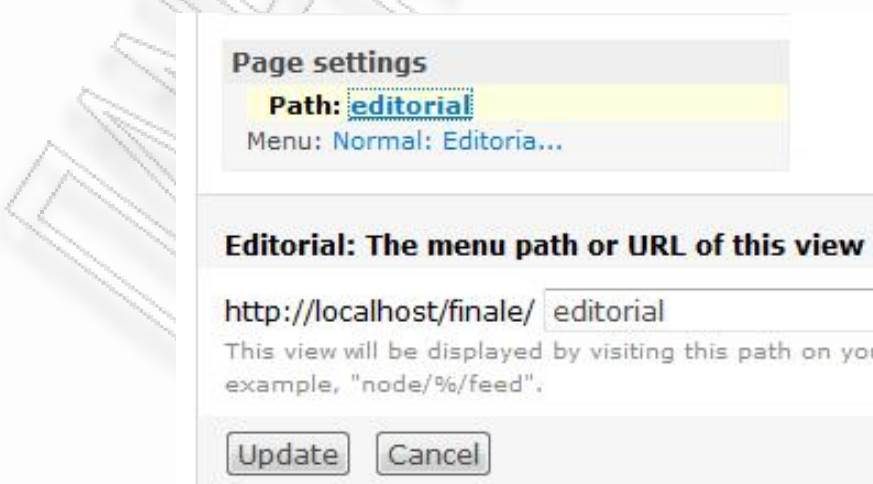 Page settings
Path: editorial
Menu: Normal: Editoria...
Editorial: The menu path or URL of this view
http://localhost/finale/ editorial
This view will be displayed by visiting this path on
example, "node/%/feed".
Update Cancel